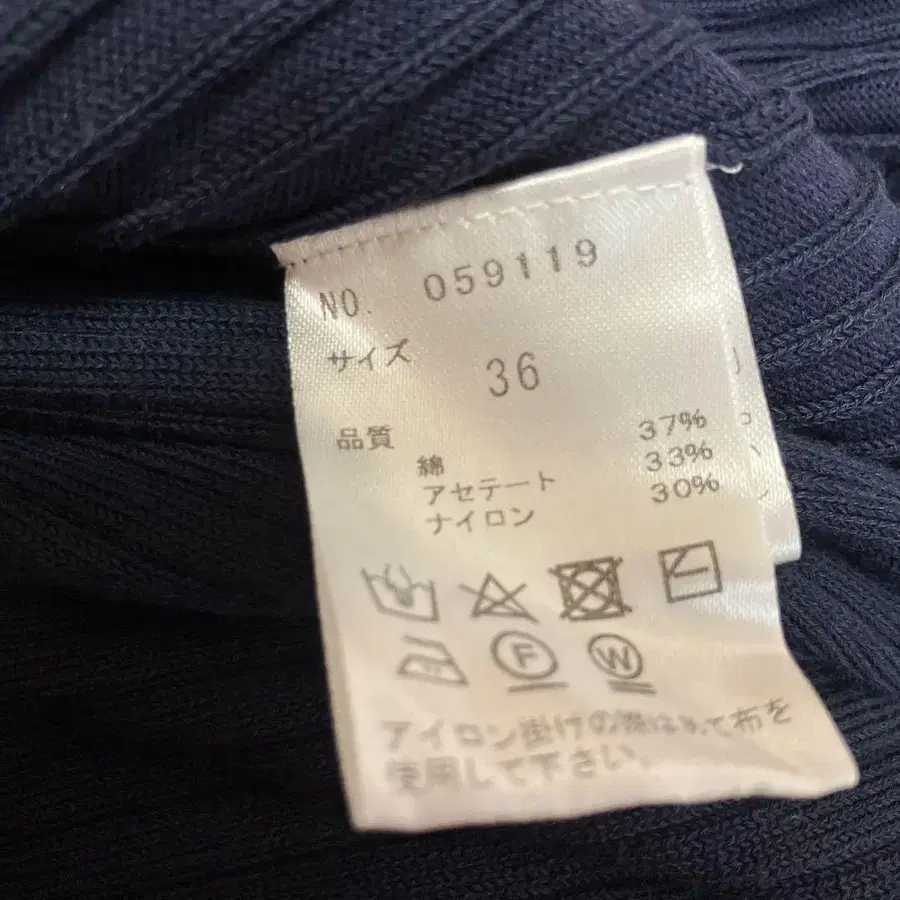 NO. 059119
サイズ 36
品質
綿 37%
アセテート 33%
ナイロン 30%
F W
アイロン掛けの際はあて布を
使用して下さい。